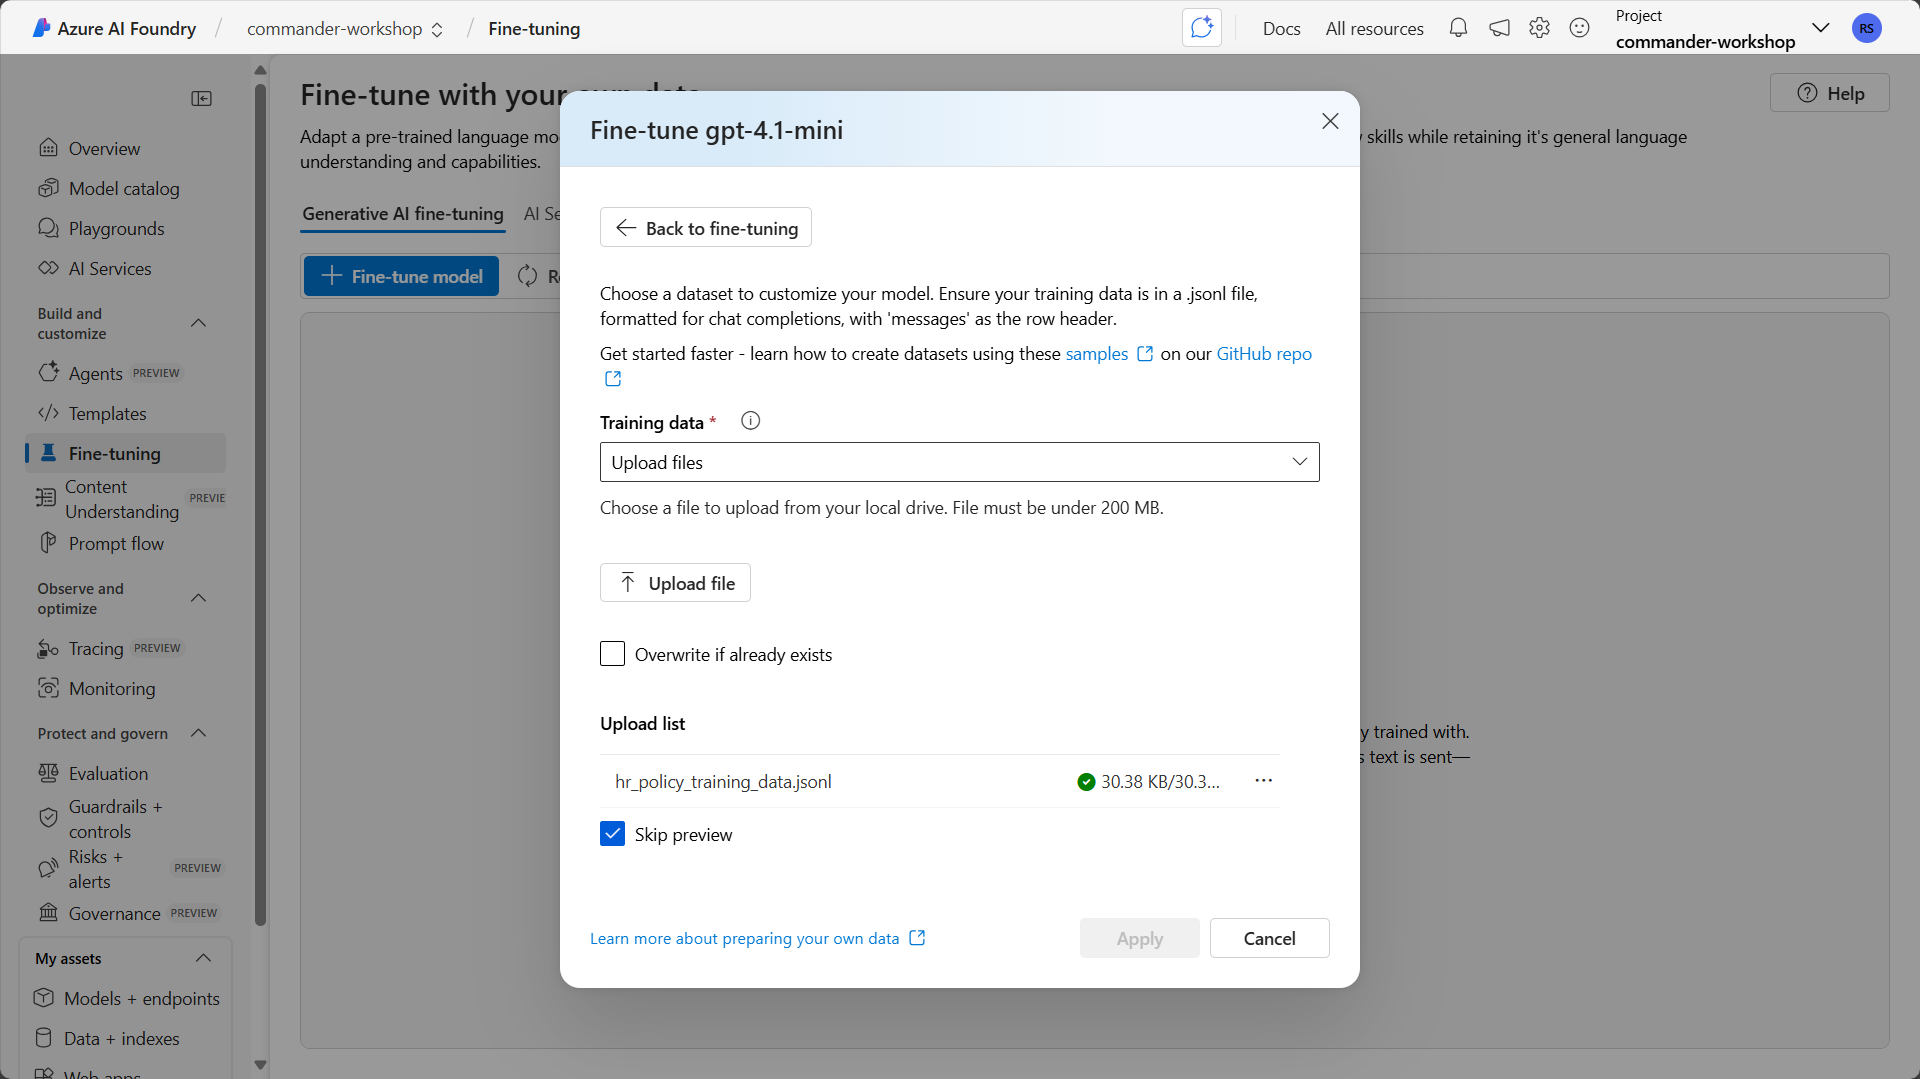 Azure AI Foundry / commander-workshop / Fine-tuning
Docs
All resources
Project
commander-workshop
RS
Overview
Model catalog
Playgrounds
AI Services
Build and
customize
Agents PREVIEW
Templates
Fine-tuning
Content
Understanding PREVIE
Prompt flow
Observe and
optimize
Tracing PREVIEW
Monitoring
Protect and govern
Evaluation
Guardrails +
controls
Risks +
alerts PREVIEW
Governance PREVIEW
My assets
Models + endpoints
Data + indexes
Web apps
Fine-tune with your own data
Help
Adapt a pre-trained language mo
skills while retaining it's general language
understanding and capabilities.
Generative AI fine-tuning
AI Se
Fine-tune model
y trained with.
s text is sent—
Fine-tune gpt-4.1-mini
Back to fine-tuning
Choose a dataset to customize your model. Ensure your training data is in a .jsonl file,
formatted for chat completions, with 'messages' as the row header.
Get started faster - learn how to create datasets using these samples on our GitHub repo
Training data *
Upload files
Choose a file to upload from your local drive. File must be under 200 MB.
Upload file
Overwrite if already exists
Upload list
hr_policy_training_data.jsonl
30.38 KB/30.3...
Skip preview
Learn more about preparing your own data
Apply
Cancel